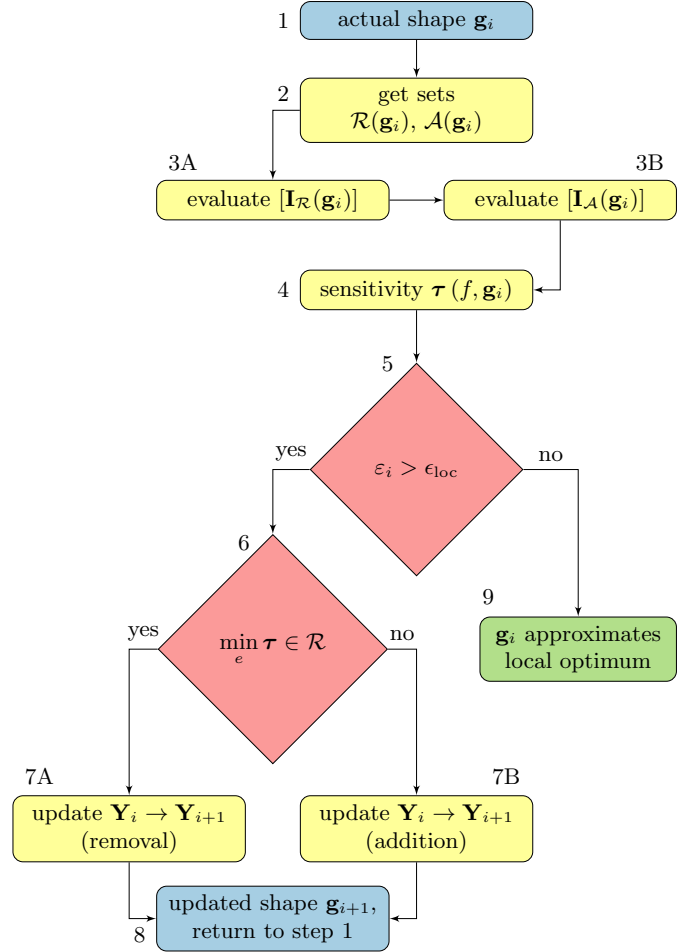 1
actual shape g_i
2
get sets
ℛ(g_i), 𝒜(g_i)
3A
3B
evaluate [I_ℛ(g_i)]
evaluate [I_𝒜(g_i)]
4
sensitivity τ (f, g_i)
5
yes
ε_i > ϵ_loc
no
6
9
yes
min_e τ ∈ ℛ
no
g_i approximates
local optimum
7A
7B
update Y_i → Y_{i+1}
(removal)
update Y_i → Y_{i+1}
(addition)
8
updated shape g_{i+1},
return to step 1